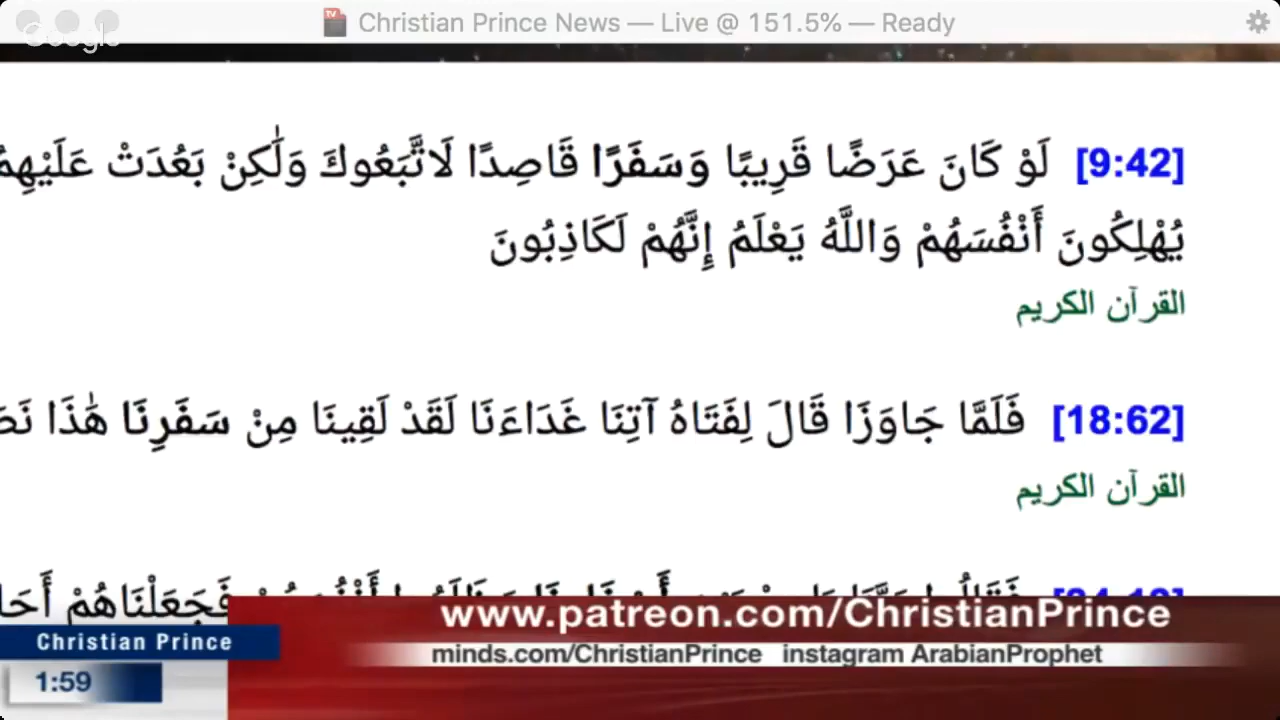 Christian Prince News — Live @ 151.5% — Ready
Google
[9:42] لَوْ كَانَ عَرَضًا قَرِيبًا وَسَفَرًا قَاصِدًا لَاتَّبَعُوكَ وَلَٰكِنْ بَعُدَتْ عَلَيْهِمُ
يُهْلِكُونَ أَنْفُسَهُمْ وَاللَّهُ يَعْلَمُ إِنَّهُمْ لَكَاذِبُونَ
القرآن الكريم
[18:62] فَلَمَّا جَاوَزَا قَالَ لِفَتَاهُ آتِنَا غَدَاءَنَا لَقَدْ لَقِينَا مِنْ سَفَرِنَا هَٰذَا
القرآن الكريم
فَجَعَلْنَاهُمْ
www.patreon.com/ChristianPrince
Christian Prince
minds.com/ChristianPrince instagram ArabianProphet
1:59